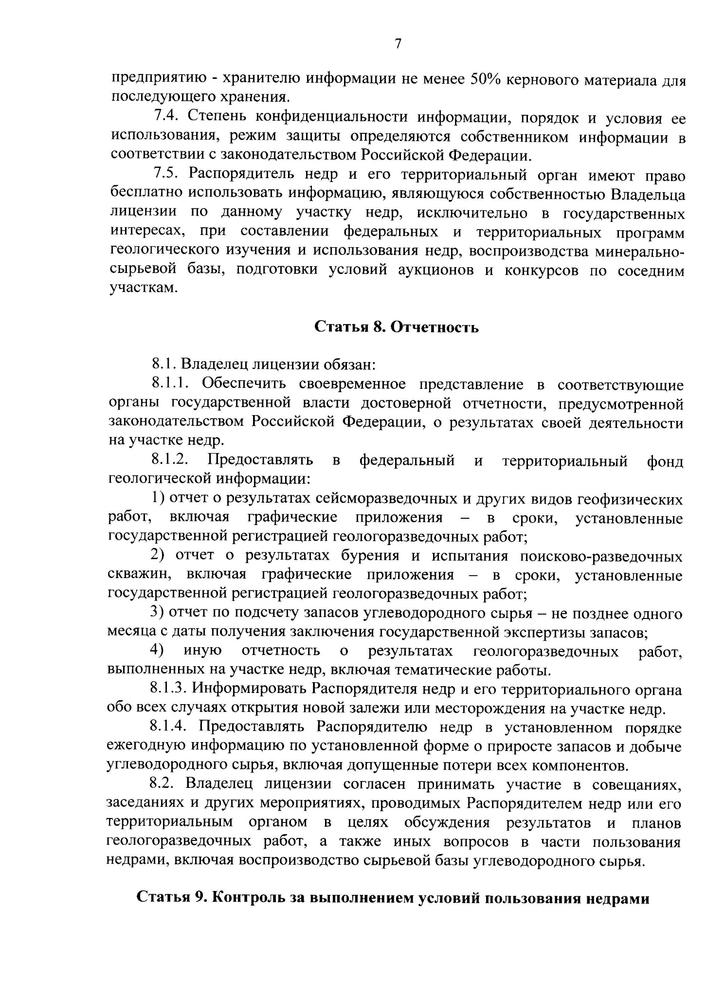 7
предприятию - хранителю информации не менее 50% кернового материала для
последующего хранения.
7.4. Степень конфиденциальности информации, порядок и условия ее
использования, режим защиты определяются собственником информации в
соответствии с законодательством Российской Федерации.
7.5. Распорядитель недр и его территориальный орган имеют право
бесплатно использовать информацию, являющуюся собственностью Владельца
лицензии по данному участку недр, исключительно в государственных
интересах, при составлении федеральных и территориальных программ
геологического изучения и использования недр, воспроизводства минерально-
сырьевой базы, подготовки условий аукционов и конкурсов по соседним
участкам.
Статья 8. Отчетность
8.1. Владелец лицензии обязан:
8.1.1. Обеспечить своевременное представление в соответствующие
органы государственной власти достоверной отчетности, предусмотренной
законодательством Российской Федерации, о результатах своей деятельности
на участке недр.
8.1.2. Предоставлять в федеральный и территориальный фонд
геологической информации:
1) отчет о результатах сейсморазведочных и других видов геофизических
работ, включая графические приложения – в сроки, установленные
государственной регистрацией геологоразведочных работ;
2) отчет о результатах бурения и испытания поисково-разведочных
скважин, включая графические приложения – в сроки, установленные
государственной регистрацией геологоразведочных работ;
3) отчет по подсчету запасов углеводородного сырья – не позднее одного
месяца с даты получения заключения государственной экспертизы запасов;
4) иную отчетность о результатах геологоразведочных работ,
выполненных на участке недр, включая тематические работы.
8.1.3. Информировать Распорядителя недр и его территориального органа
обо всех случаях открытия новой залежи или месторождения на участке недр.
8.1.4. Предоставлять Распорядителю недр в установленном порядке
ежегодную информацию по установленной форме о приросте запасов и добыче
углеводородного сырья, включая допущенные потери всех компонентов.
8.2. Владелец лицензии согласен принимать участие в совещаниях,
заседаниях и других мероприятиях, проводимых Распорядителем недр или его
территориальным органом в целях обсуждения результатов и планов
геологоразведочных работ, а также иных вопросов в части пользования
недрами, включая воспроизводство сырьевой базы углеводородного сырья.
Статья 9. Контроль за выполнением условий пользования недрами